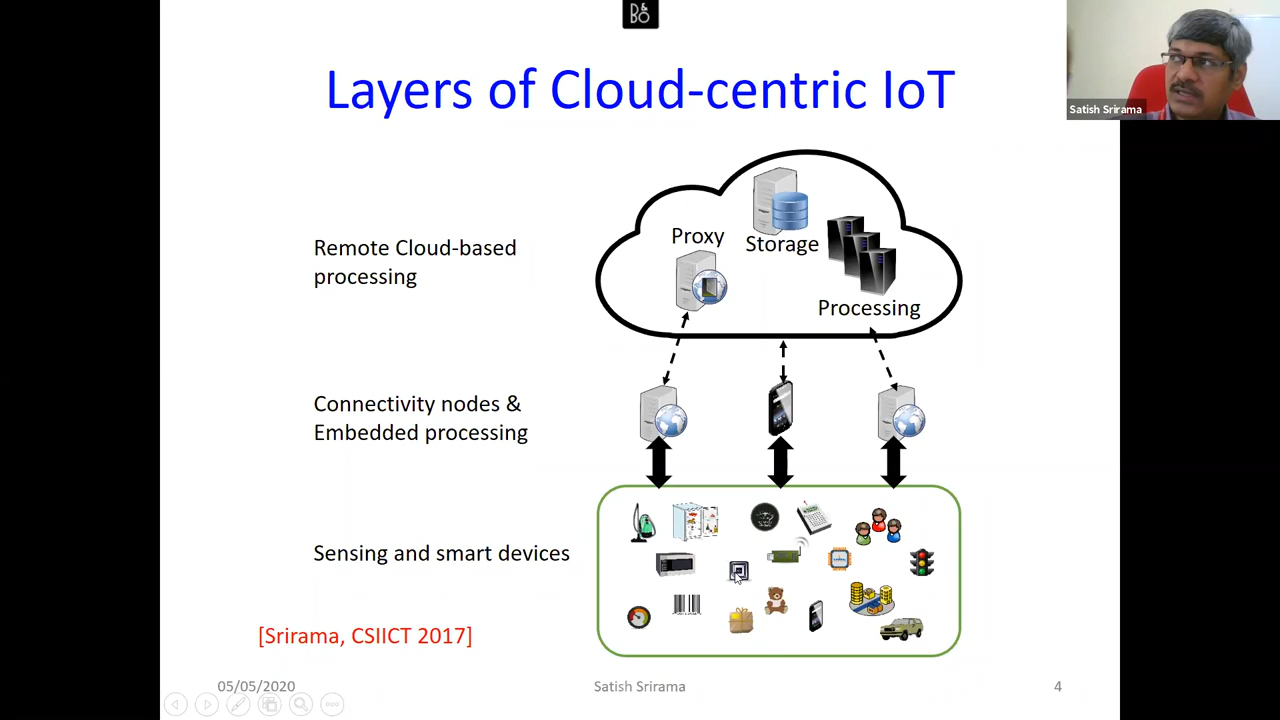 B&
BO
Layers of Cloud-centric IoT
Satish Srirama
Remote Cloud-based
processing
Proxy
Storage
Processing
Connectivity nodes &
Embedded processing
Sensing and smart devices
[Srirama, CSIICT 2017]
05/05/2020
Satish Srirama
4